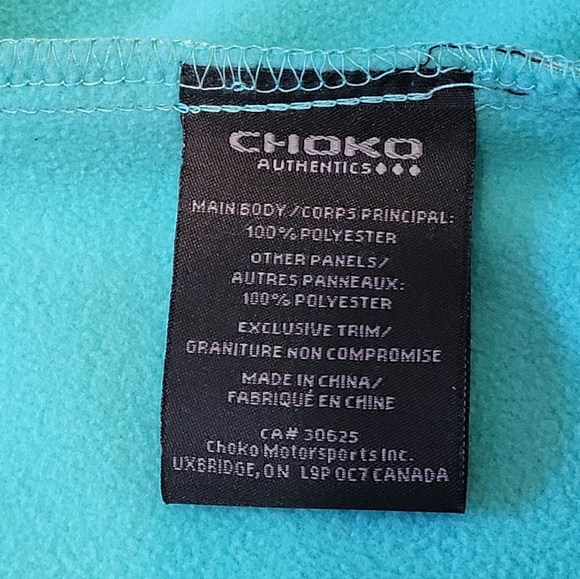 CHOKO
AUTHENTICS
MAIN BODY/CORPS PRINCIPAL:
100% POLYESTER
OTHER PANELS/
AUTRES PANNEAUX:
100% POLYESTER
EXCLUSIVE TRIM/
GRANITURE NON COMPROMISE
MADE IN CHINA/
FABRIQUÉ EN CHINE
CA# 30625
Choko Motorsports Inc.
UXBRIDGE, ON L9P 0C7 CANADA